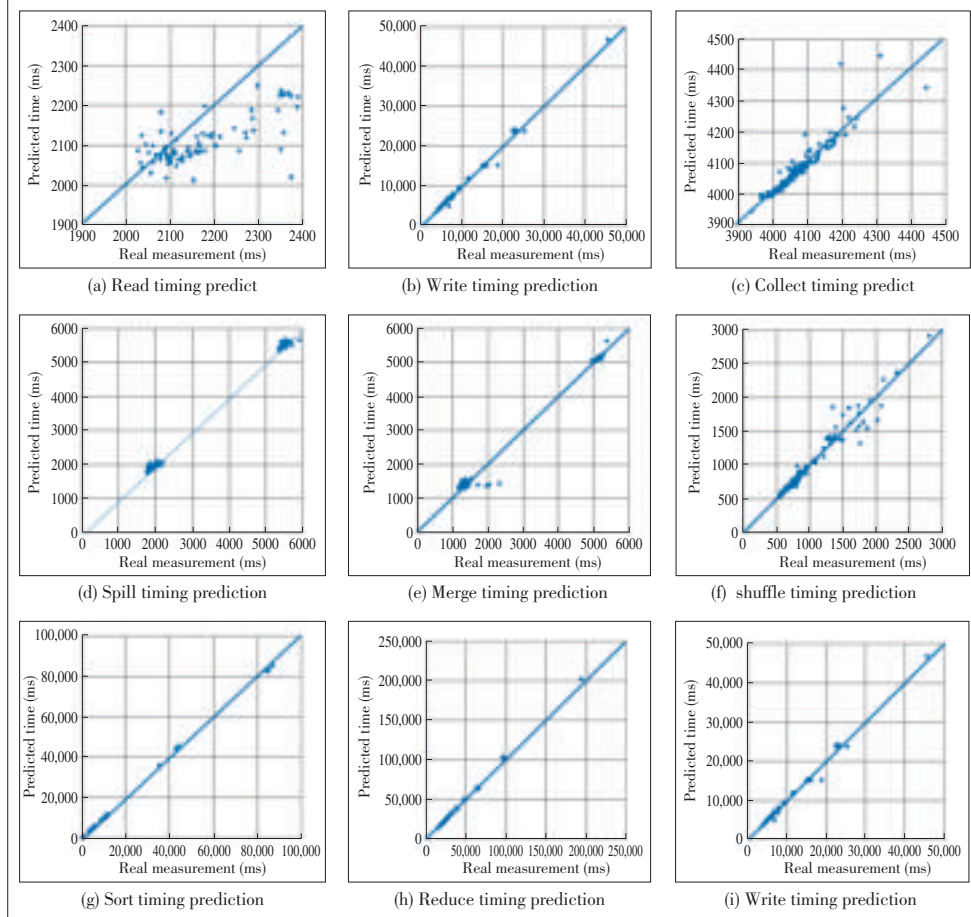 Predicted time (ms)
2400
2300
2200
2100
2000
1900
1900 2000 2100 2200 2300 2400
Real measurement (ms)
(a) Read timing predict
Predicted time (ms)
50,000
40,000
30,000
20,000
10,000
0
0 10,000 20,000 30,000 40,000 50,000
Real measurement (ms)
(b) Write timing prediction
Predicted time (ms)
4500
4400
4300
4200
4100
4000
3900
3900 4000 4100 4200 4300 4400 4500
Real measurement (ms)
(c) Collect timing predict
Predicted time (ms)
6000
5000
4000
3000
2000
1000
0
0 1000 2000 3000 4000 5000 6000
Real measurement (ms)
(d) Spill timing prediction
Predicted time (ms)
6000
5000
4000
3000
2000
1000
0
0 1000 2000 3000 4000 5000 6000
Real measurement (ms)
(e) Merge timing prediction
Predicted time (ms)
3000
2500
2000
1500
1000
500
0
0 500 1000 1500 2000 2500 3000
Real measurement (ms)
(f) shuffle timing prediction
Predicted time (ms)
100,000
80,000
60,000
40,000
20,000
0
0 20,000 40,000 60,000 80,000 100,000
Real measurement (ms)
(g) Sort timing prediction
Predicted time (ms)
250,000
200,000
150,000
100,000
50,000
0
0 50,000 100,000 150,000 200,000 250,000
Real measurement (ms)
(h) Reduce timing prediction
Predicted time (ms)
50,000
40,000
30,000
20,000
10,000
0
0 10,000 20,000 30,000 40,000 50,000
Real measurement (ms)
(i) Write timing prediction